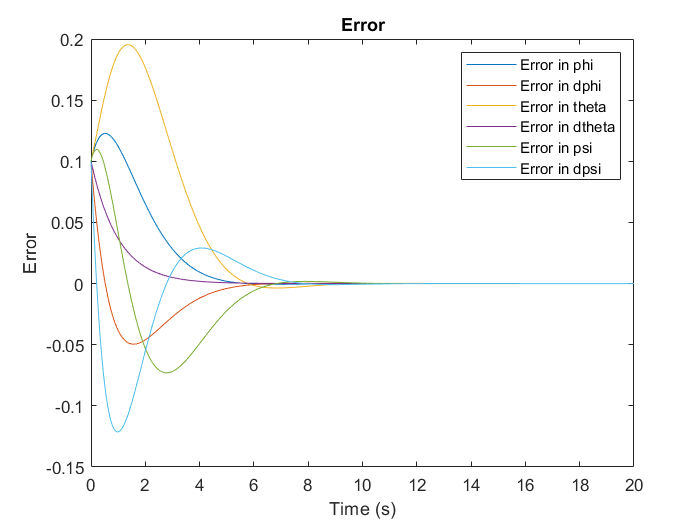 Error
0.2
0.15
0.1
0.05
0
-0.05
-0.1
-0.15
Error
Error in phi
Error in dphi
Error in theta
Error in dtheta
Error in psi
Error in dpsi
0 2 4 6 8 10 12 14 16 18 20
Time (s)